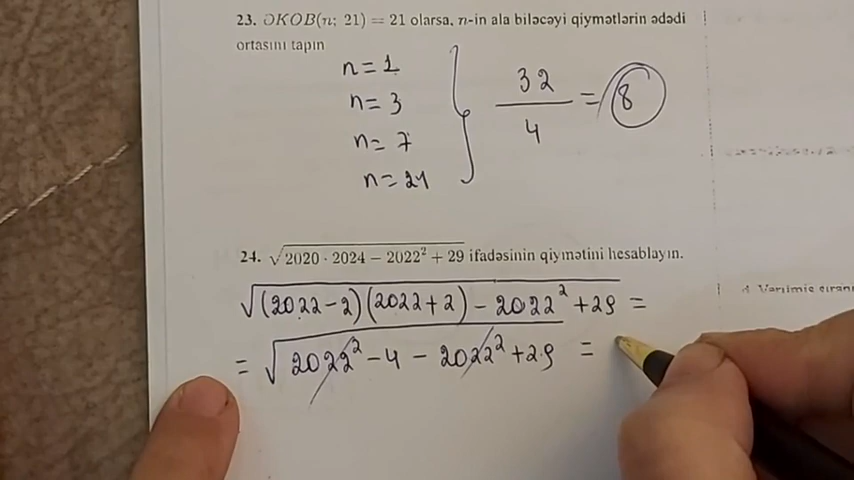 23. ƏKOB(n; 21) = 21 olarsa, n-in ala biləcəyi qiymətlərin ədədi
ortasını tapın
n=1
n=3
n=7
n=21
32/4 = 8
24. √(2020 · 2024 − 2022² + 29) ifadəsinin qiymətini hesablayın.
√((2022-2)(2022+2) - 2022² + 29) =
= √(2022² - 4 - 2022² + 29) =